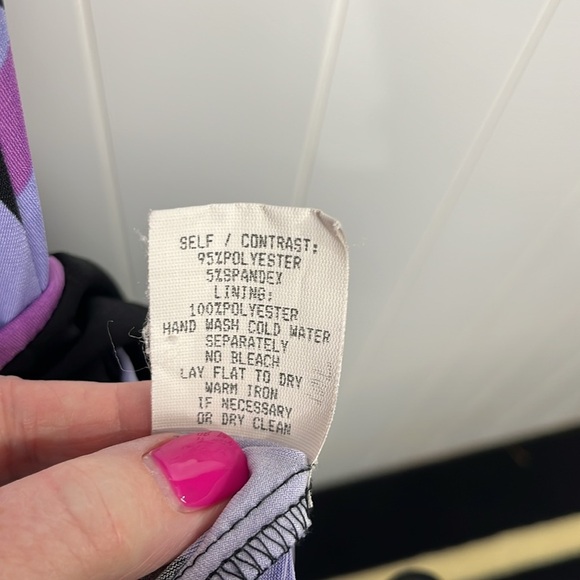 SELF / CONTRAST:
95%POLYESTER
5%SPANDEX
LINING:
100%POLYESTER
HAND WASH COLD WATER
SEPARATELY
NO BLEACH
LAY FLAT TO DRY
WARM IRON
IF NECESSARY
OR DRY CLEAN